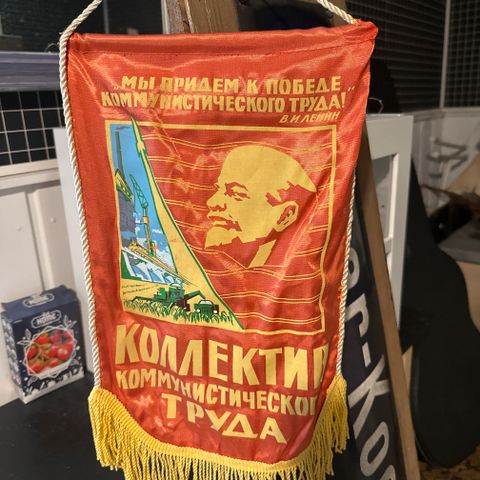 „МЫ ПРИДЕМ К ПОБЕДЕ
КОММУНИСТИЧЕСКОГО ТРУДА!"
В.И.ЛЕНИН
КОЛЛЕКТИВ
КОММУНИСТИЧЕСКОГО
ТРУДА